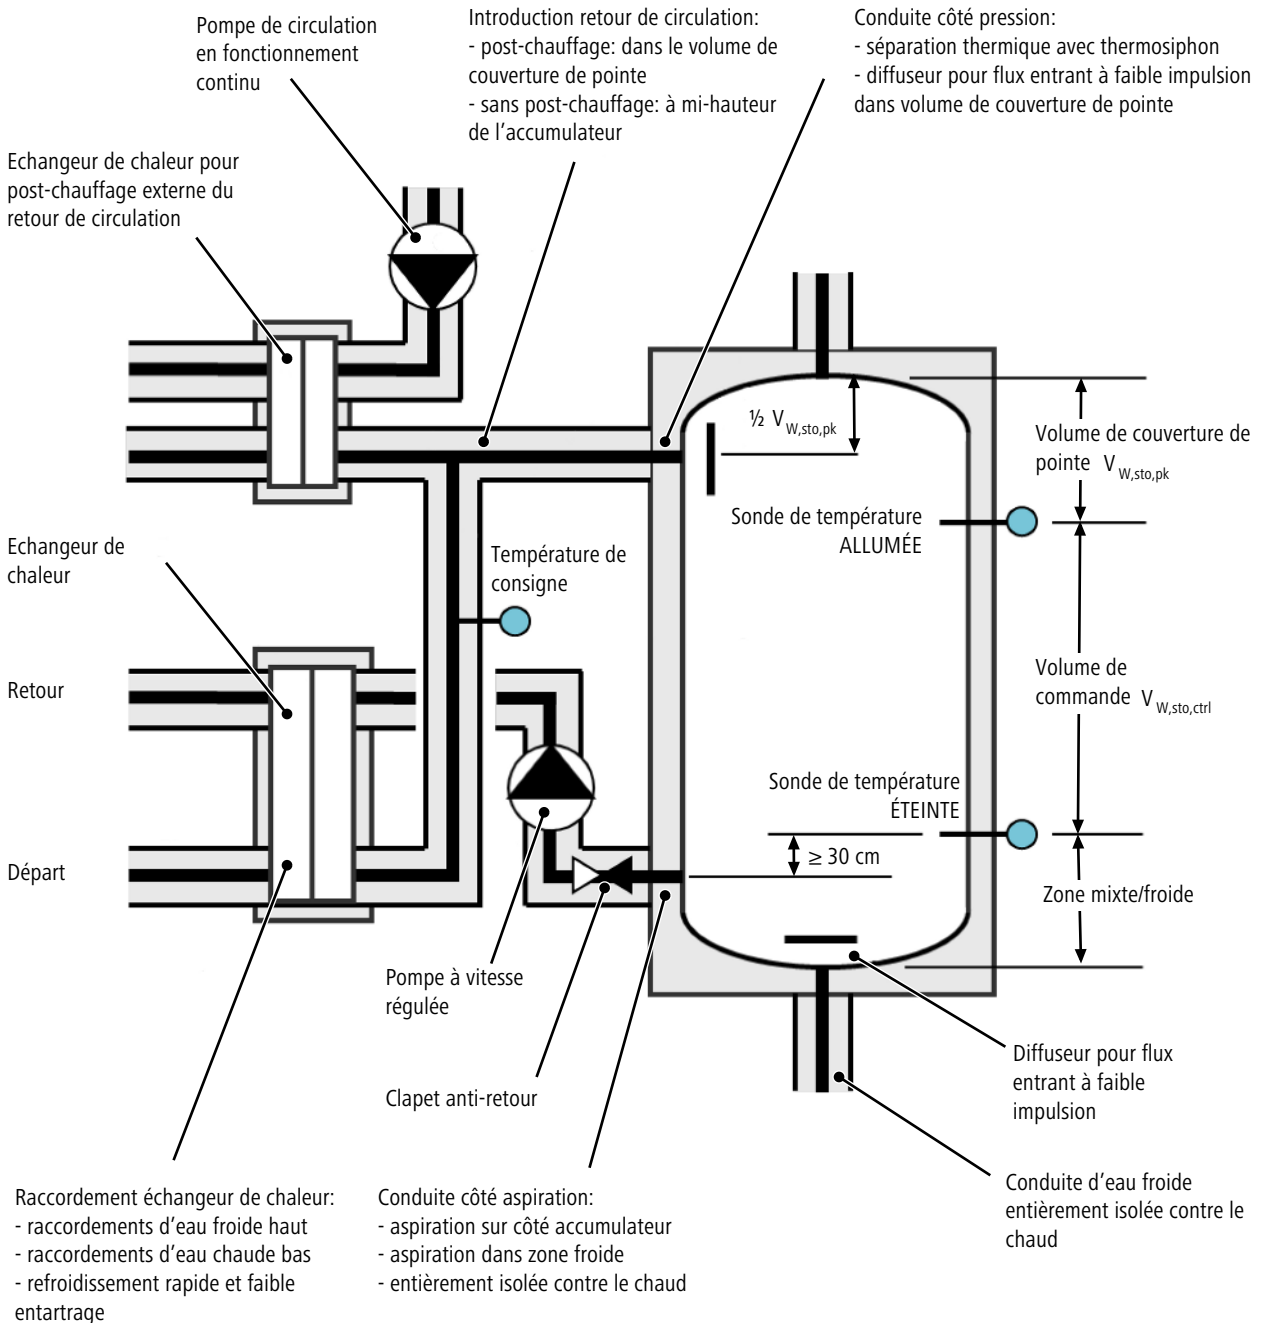 Pompe de circulation
en fonctionnement
continu
Introduction retour de circulation:
- post-chauffage: dans le volume de
couverture de pointe
- sans post-chauffage: à mi-hauteur
de l’accumulateur
Conduite côté pression:
- séparation thermique avec thermosiphon
- diffuseur pour flux entrant à faible impulsion
dans volume de couverture de pointe
Echangeur de chaleur pour
post-chauffage externe du
retour de circulation
½ V W,sto,pk
Volume de couverture de
pointe V W,sto,pk
Sonde de température
ALLUMÉE
Echangeur de
chaleur
Température de
consigne
Retour
Volume de
commande V W,sto,ctrl
Sonde de température
ÉTEINTE
≥ 30 cm
Départ
Zone mixte/froide
Pompe à vitesse
régulée
Clapet anti-retour
Diffuseur pour flux
entrant à faible
impulsion
Raccordement échangeur de chaleur:
- raccordements d’eau froide haut
- raccordements d’eau chaude bas
- refroidissement rapide et faible
entartrage
Conduite côté aspiration:
- aspiration sur côté accumulateur
- aspiration dans zone froide
- entièrement isolée contre le chaud
Conduite d’eau froide
entièrement isolée contre le
chaud